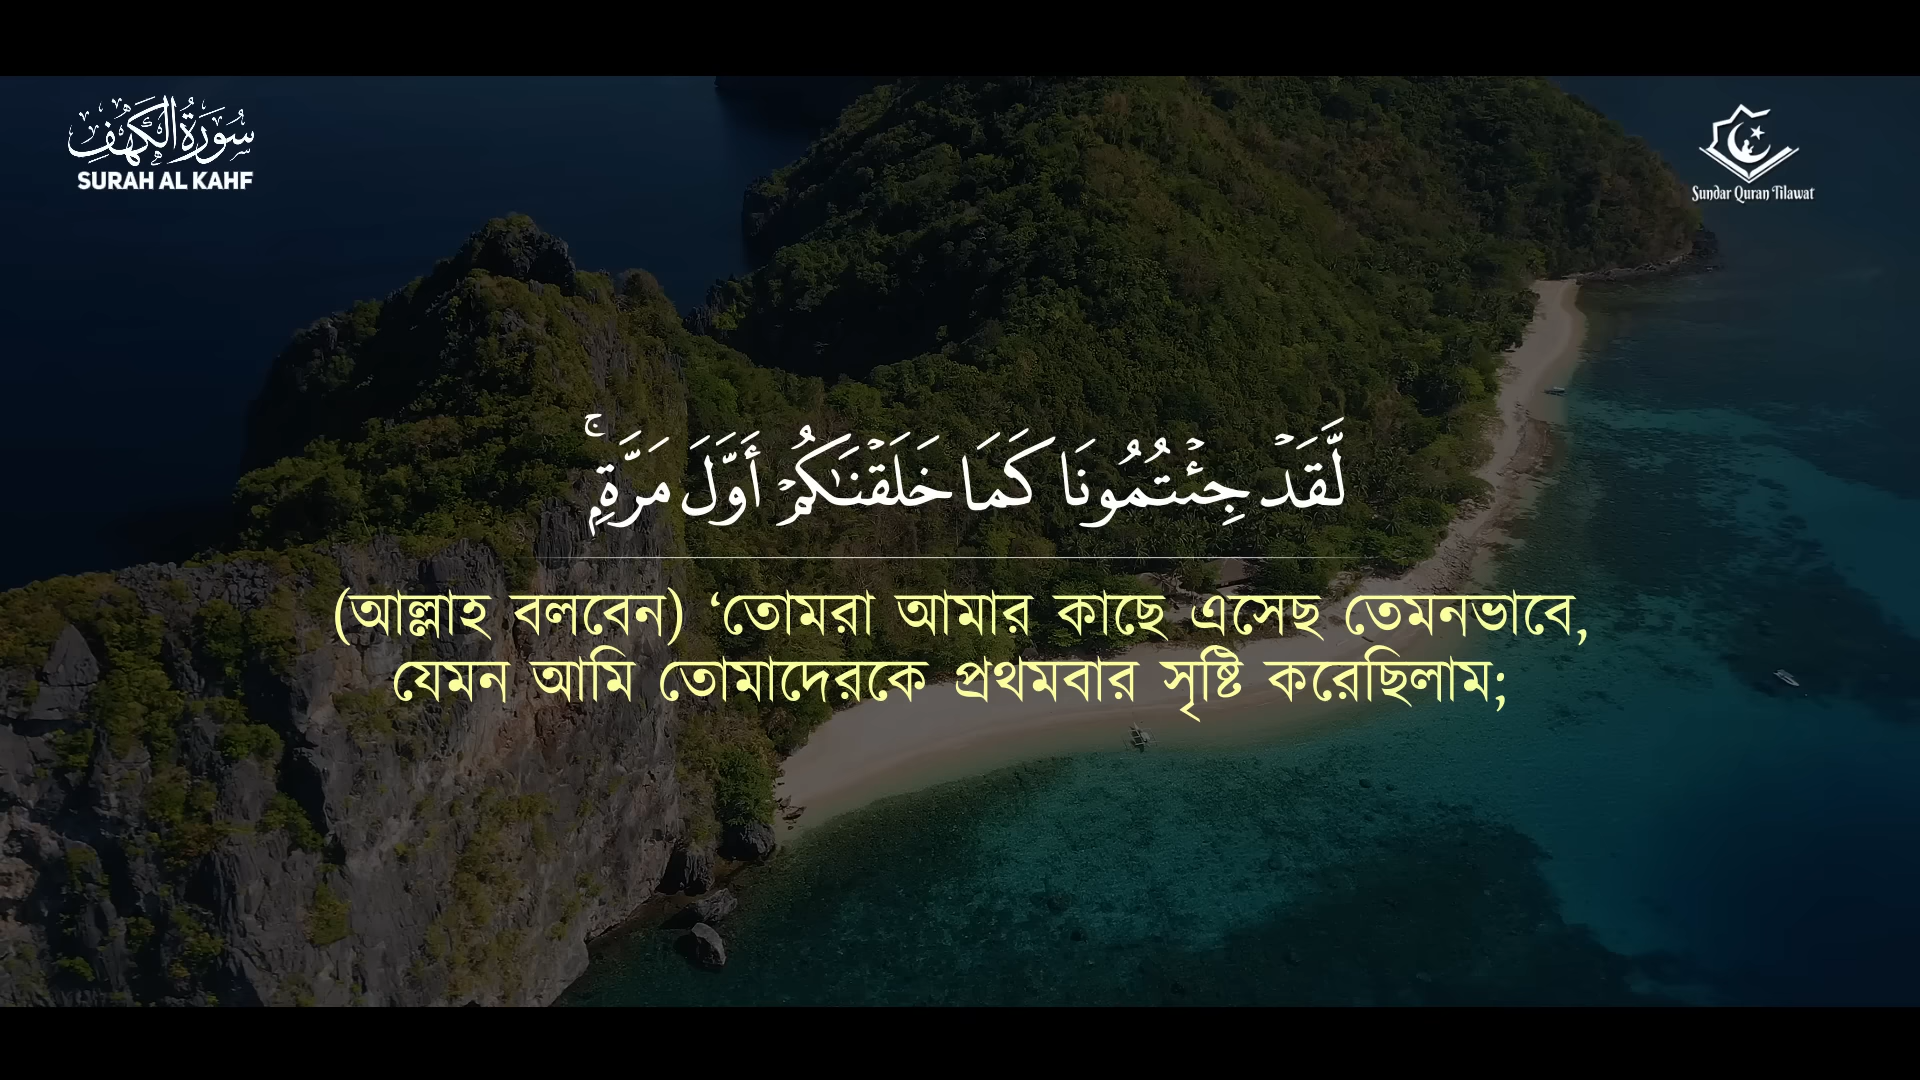 سُورَةُ الكَهْفِ
SURAH AL KAHF
Sundar Quran Tilawat
لَّقَدۡ جِئۡتُمُونَا كَمَا خَلَقۡنَٰكُمۡ أَوَّلَ مَرَّةِۭۚ
(আল্লাহ বলবেন) ‘তোমরা আমার কাছে এসেছ তেমনভাবে,
যেমন আমি তোমাদেরকে প্রথমবার সৃষ্টি করেছিলাম;